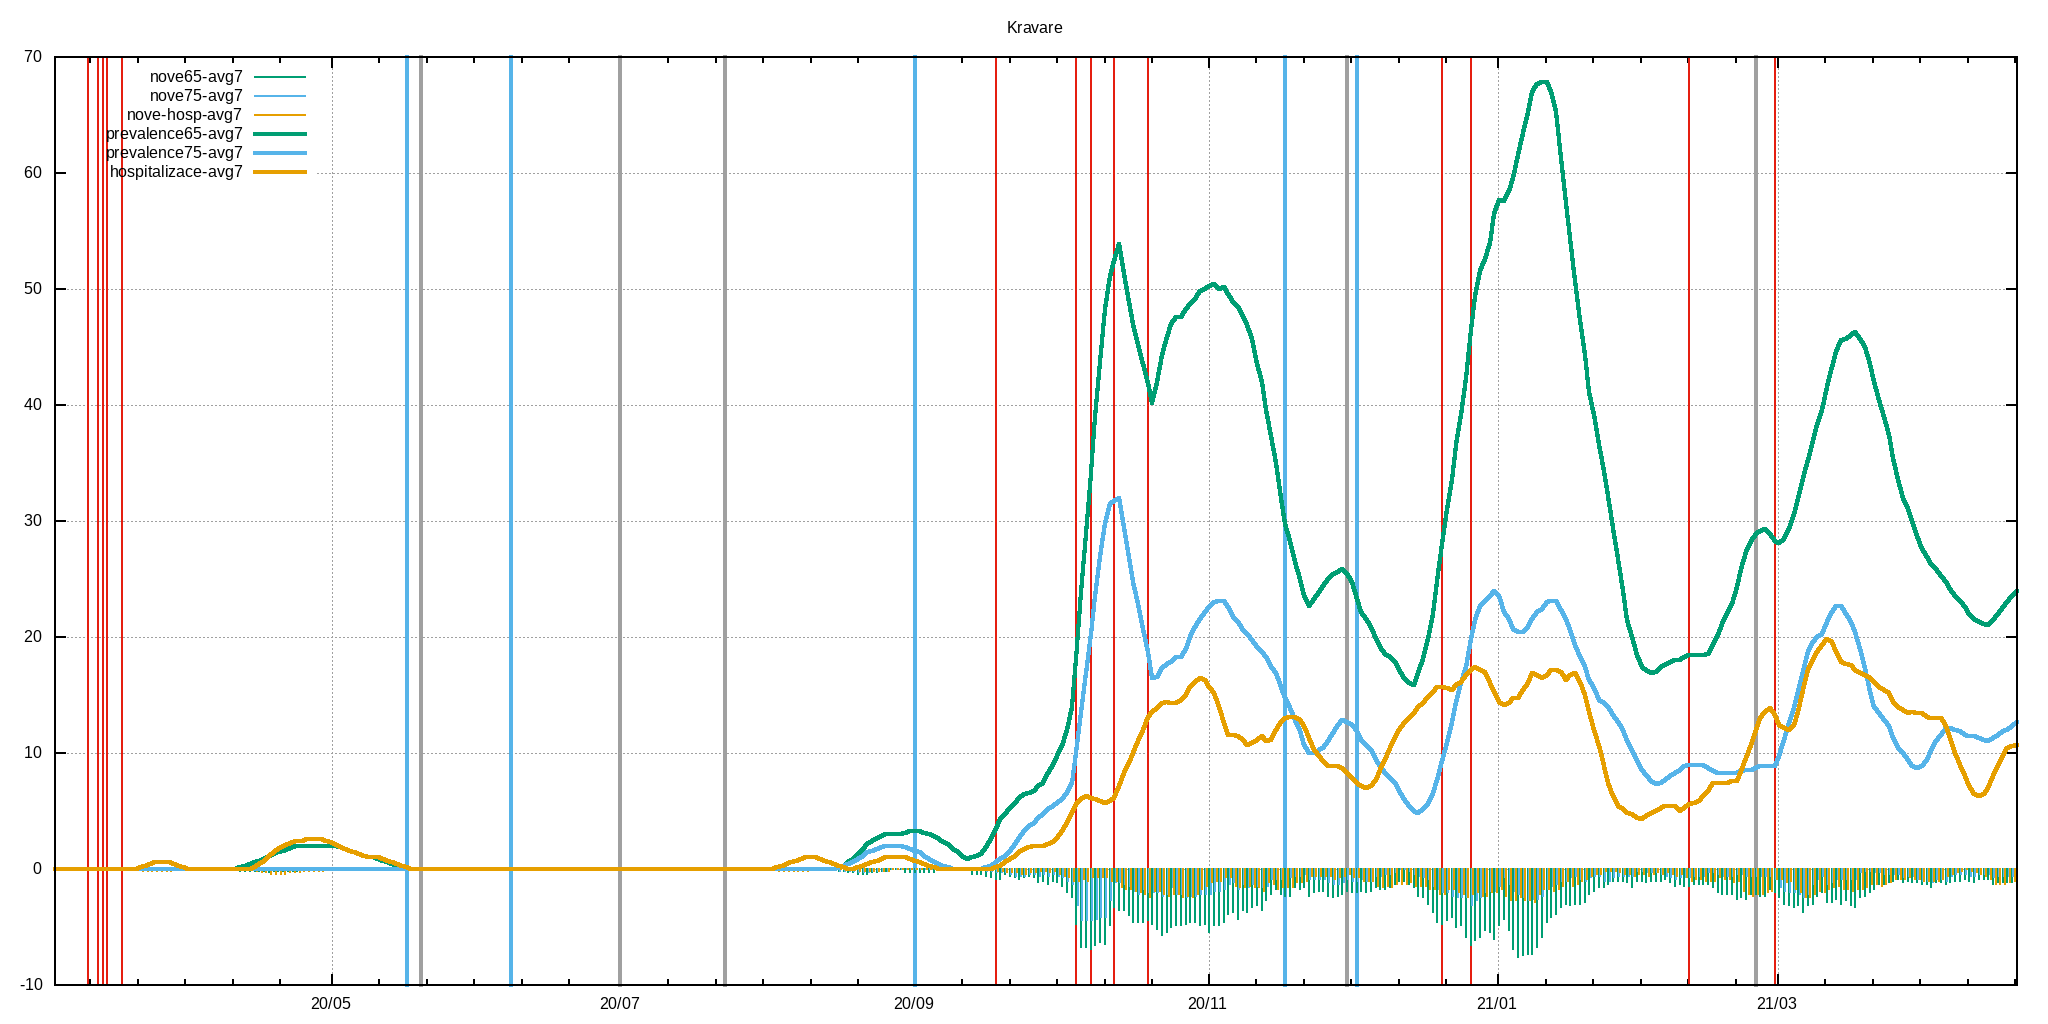 Kravare
70
60
50
40
30
20
10
0
-10
nove65-avg7
nove75-avg7
nove-hosp-avg7
prevalence65-avg7
prevalence75-avg7
hospitalizace-avg7
20/05 20/07 20/09 20/11 21/01 21/03